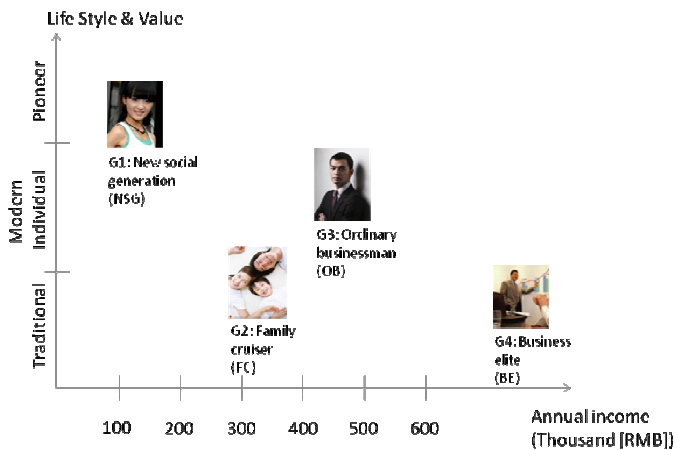 Life Style & Value
Pioneer
Modern
Individual
Traditional
G1: New social
generation
(NSG)
G3: Ordinary
businessman
(OB)
G2: Family
cruiser
(FC)
G4: Business
elite
(BE)
100 200 300 400 500 600
Annual income
(Thousand [RMB])